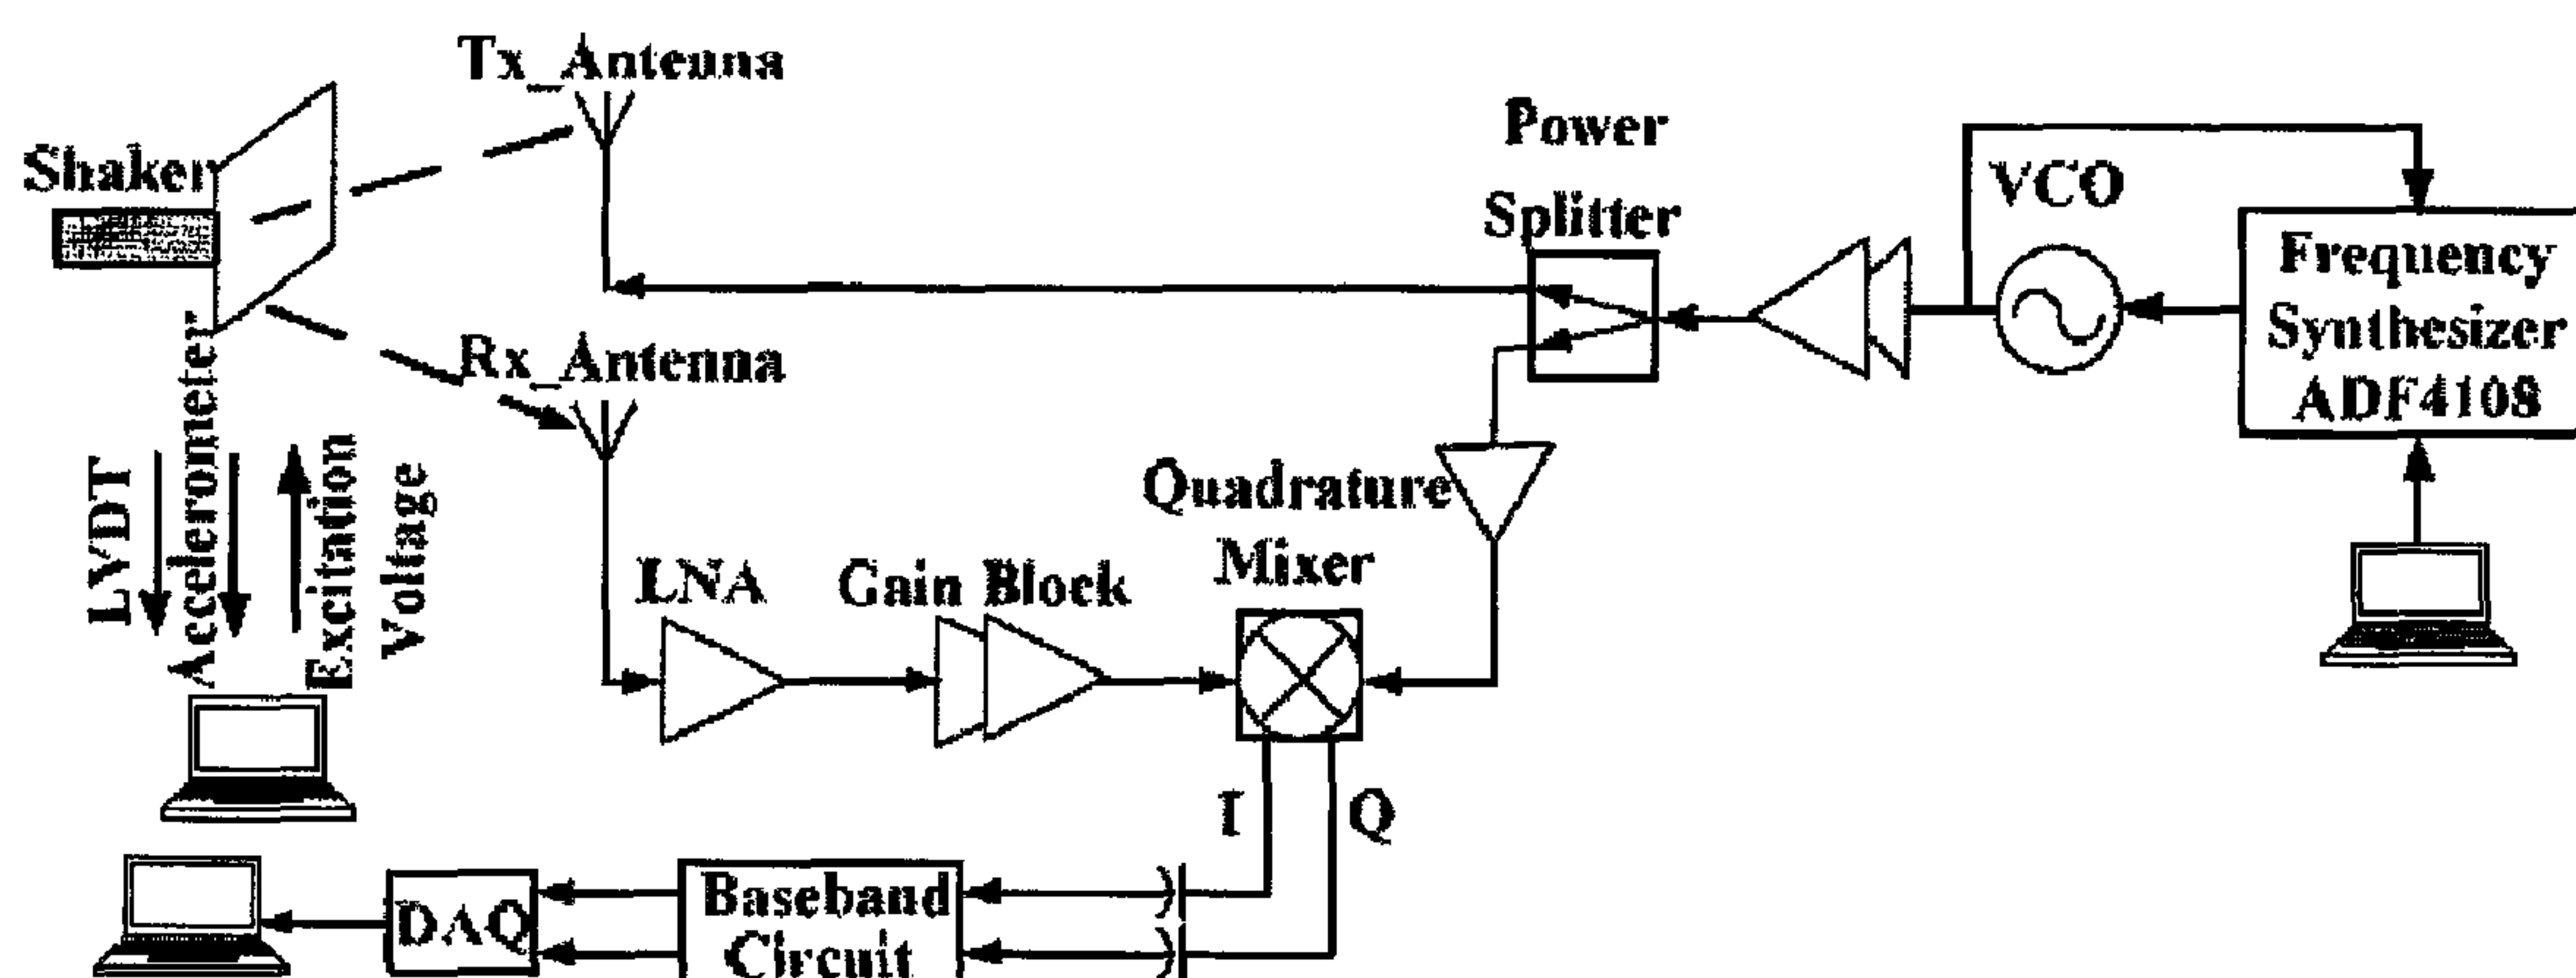 Tx_Antenna
Shaker
Power
Splitter
VCO
Frequency
Synthesizer
ADF4108
Rx_Antenna
LVDT
Accelerometer
Excitation
Voltage
Quadrature
Mixer
LNA
Gain Block
I
Q
DAQ
Baseband
Circuit